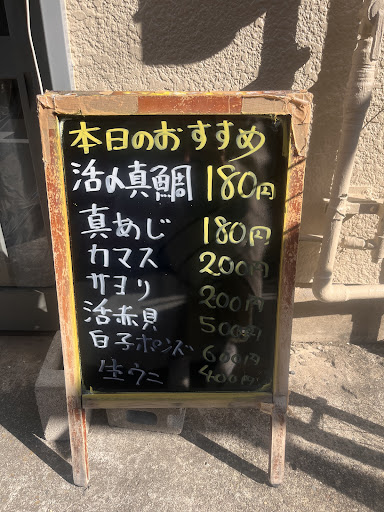 本日のおすすめ
活〆真鯛 180円
真あじ 180円
カマス 200円
サヨリ 200円
活赤貝 500円
白子ポンズ 600円
生ウニ 400円